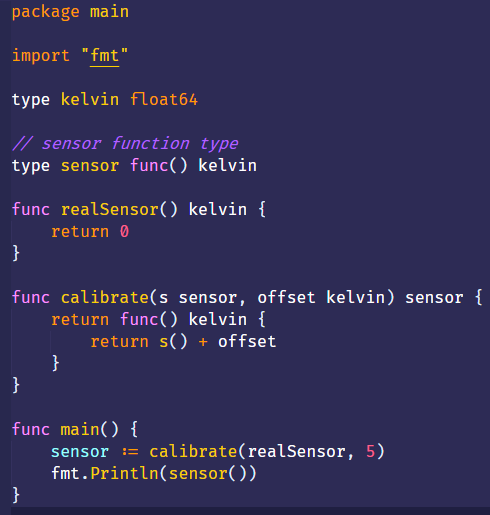 package main
import "fmt"
type kelvin float64
// sensor function type
type sensor func() kelvin
func realSensor() kelvin {
    return 0
}
func calibrate(s sensor, offset kelvin) sensor {
    return func() kelvin {
        return s() + offset
    }
}
func main() {
    sensor := calibrate(realSensor, 5)
    fmt.Println(sensor())
}